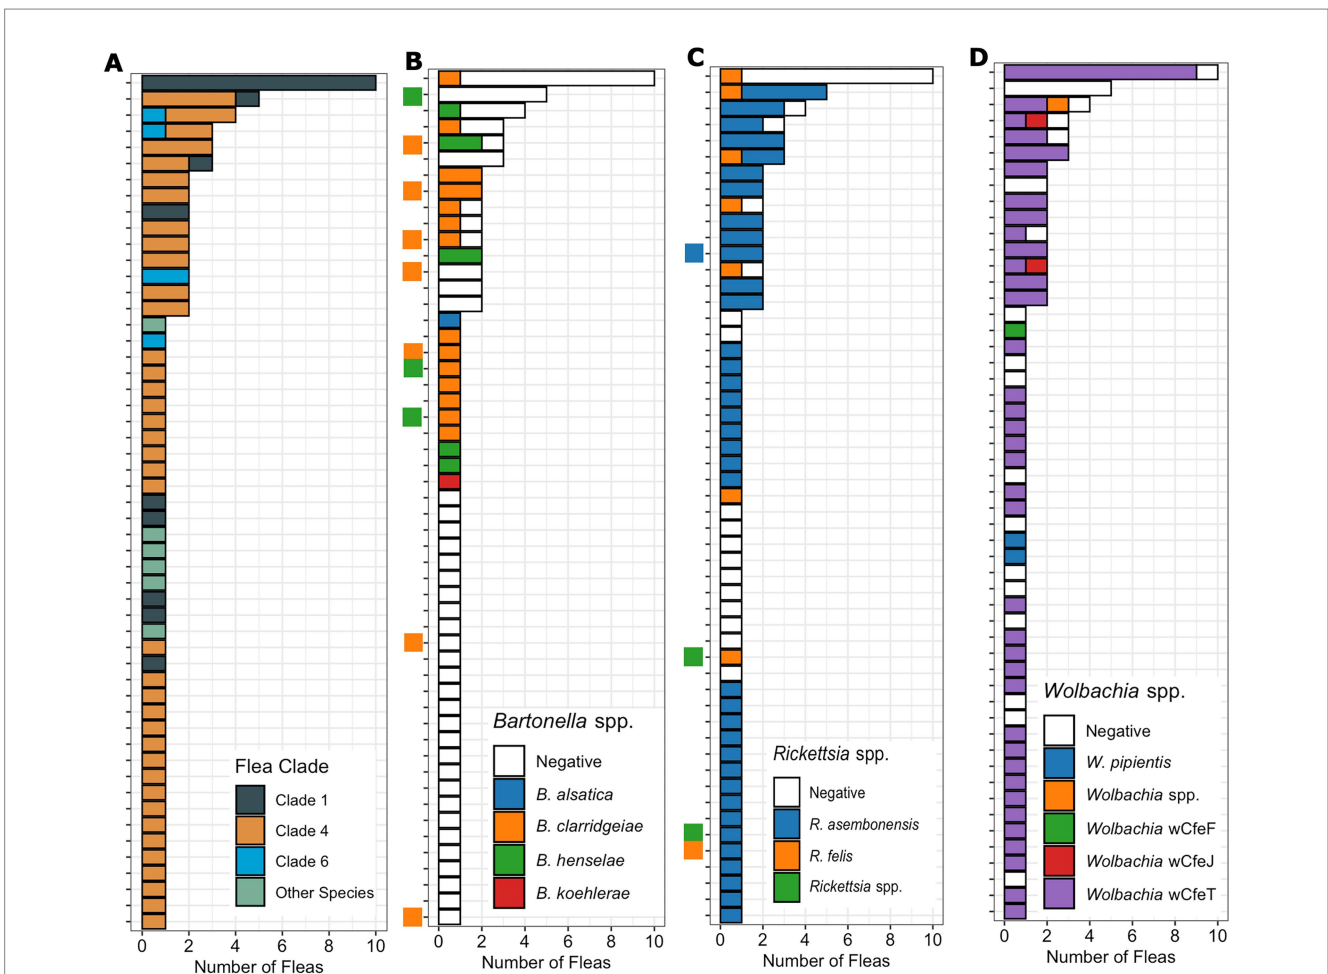 A
B
C
D
Flea Clade
Clade 1
Clade 4
Clade 6
Other Species
0 2 4 6 8 10
Number of Fleas
Bartonella spp.
Negative
B. alsatica
B. clarridgeiae
B. henselae
B. koehlerae
0 2 4 6 8 10
Number of Fleas
Rickettsia spp.
Negative
R. asembonensis
R. felis
Rickettsia spp.
0 2 4 6 8 10
Number of Fleas
Wolbachia spp.
Negative
W. pipientis
Wolbachia spp.
Wolbachia wCfeF
Wolbachia wCfeJ
Wolbachia wCfeT
0 2 4 6 8 10
Number of Fleas